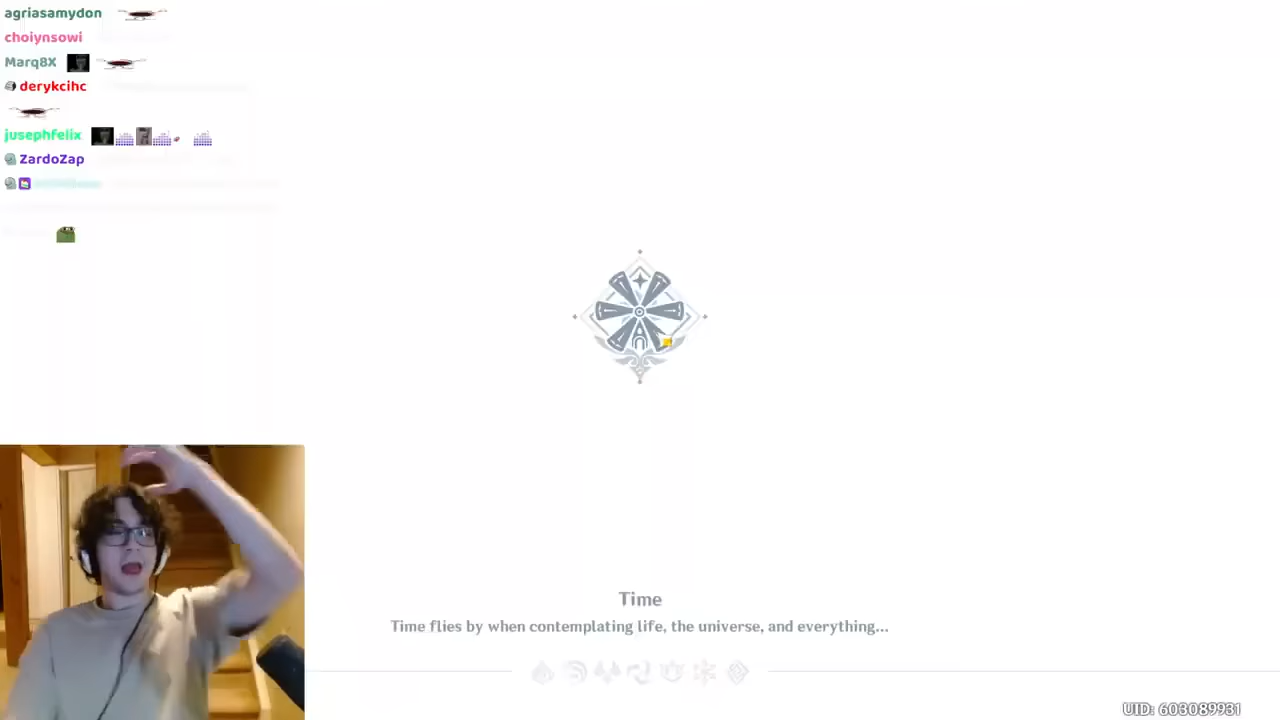 agriasamydon
choiynsowi
Marq8X
derykcihc
jusephfelix
ZardoZap
Time
Time flies by when contemplating life, the universe, and everything...
UID: 603089931